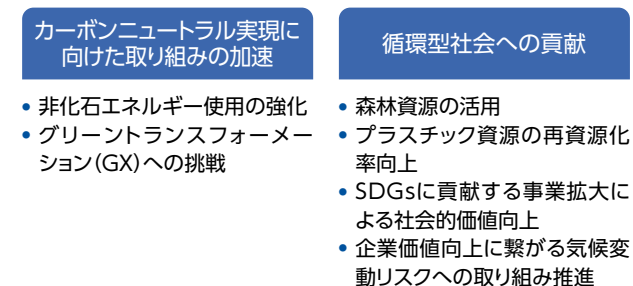 カーボンニュートラル実現に
向けた取り組みの加速
• 非化石エネルギー使用の強化
• グリーントランスフォーメー
ション(GX)への挑戦
循環型社会への貢献
• 森林資源の活用
• プラスチック資源の再資源化
率向上
• SDGsに貢献する事業拡大に
よる社会的価値向上
• 企業価値向上に繋がる気候変
動リスクへの取り組み推進